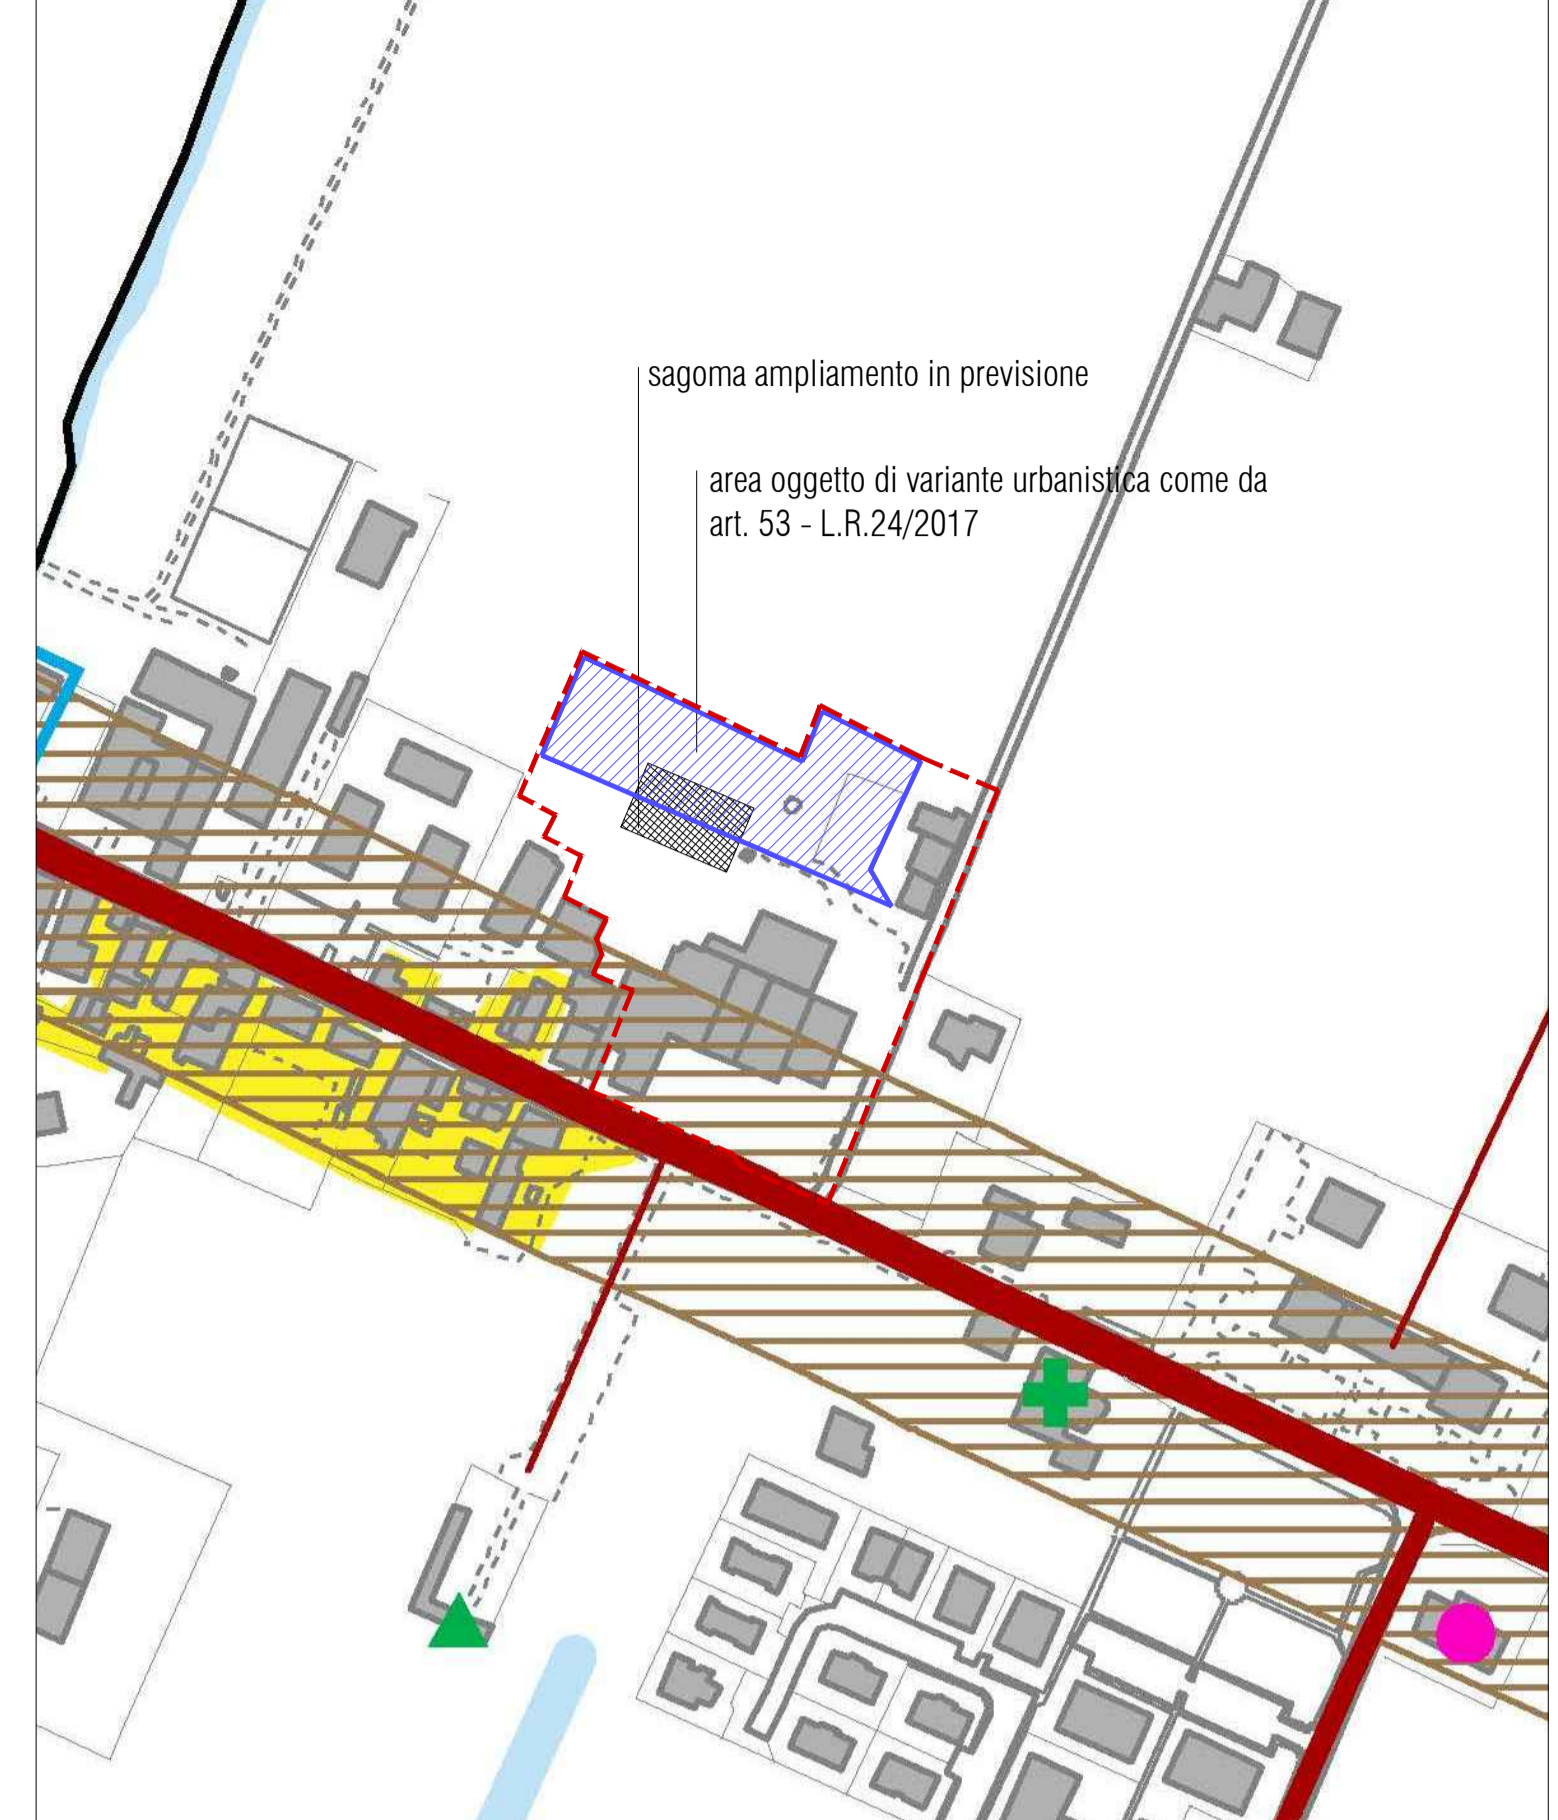 sagoma ampliamento in previsione
area oggetto di variante urbanistica come da
art. 53 - L.R.24/2017